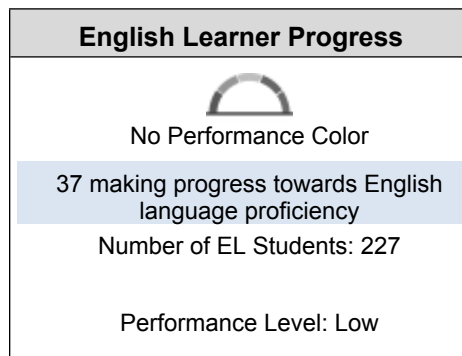 English Learner Progress
No Performance Color
37 making progress towards English
language proficiency
Number of EL Students: 227
Performance Level: Low